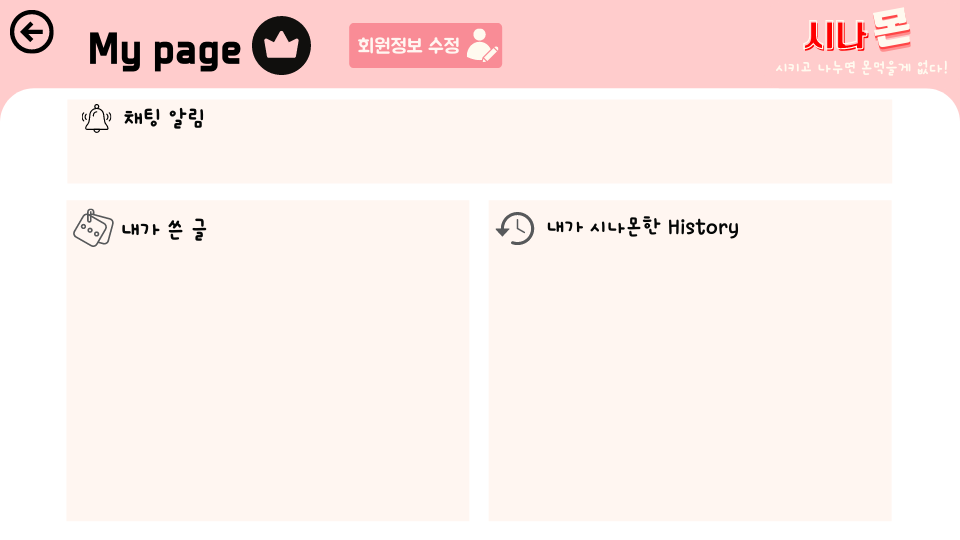 My page
회원정보 수정
시나몬
시키고 나누면 몬먹을게 없다!
채팅 알림
내가 쓴 글
내가 시나몬한 History